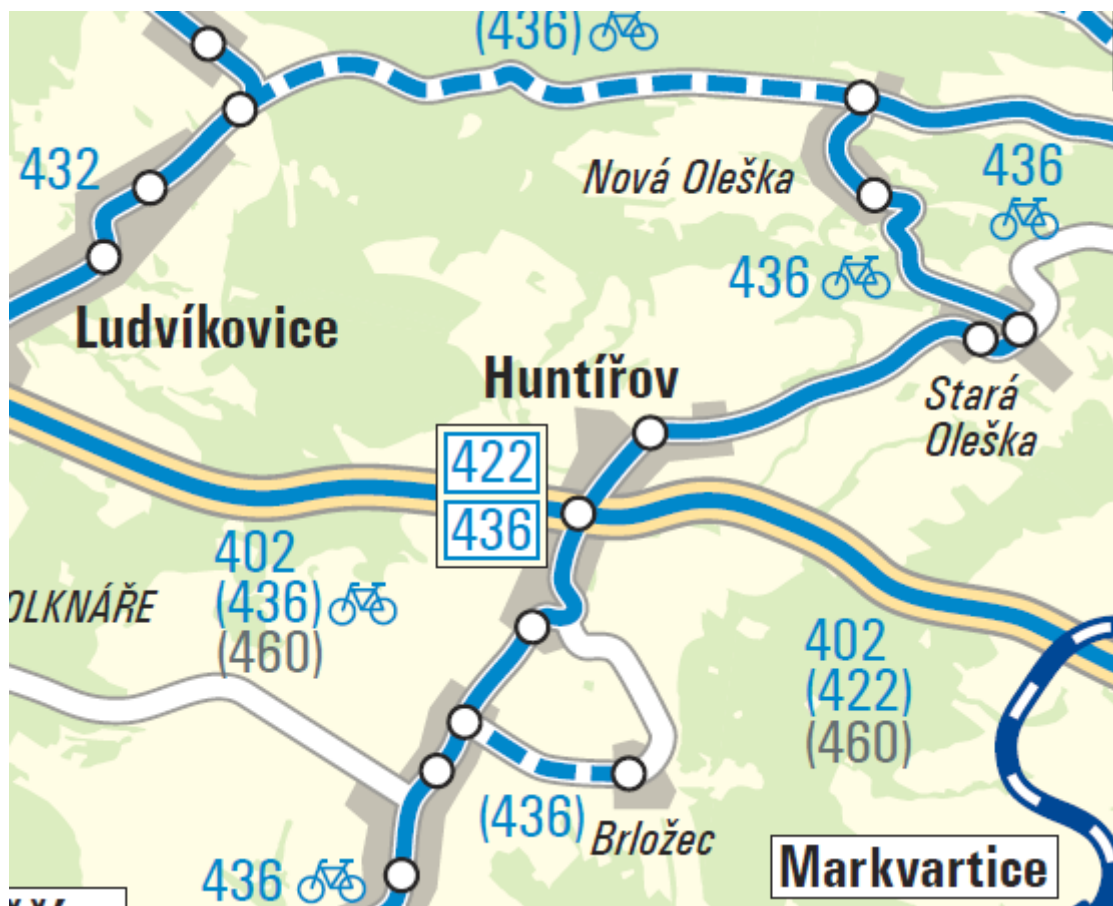 (436)
432
Nová Oleška
436
436
Ludvíkovice
Huntířov
Stará
Oleška
422
436
402
(436)
(460)
OLKNÁŘE
402
(422)
(460)
(436)
Brložec
436
Markvartice